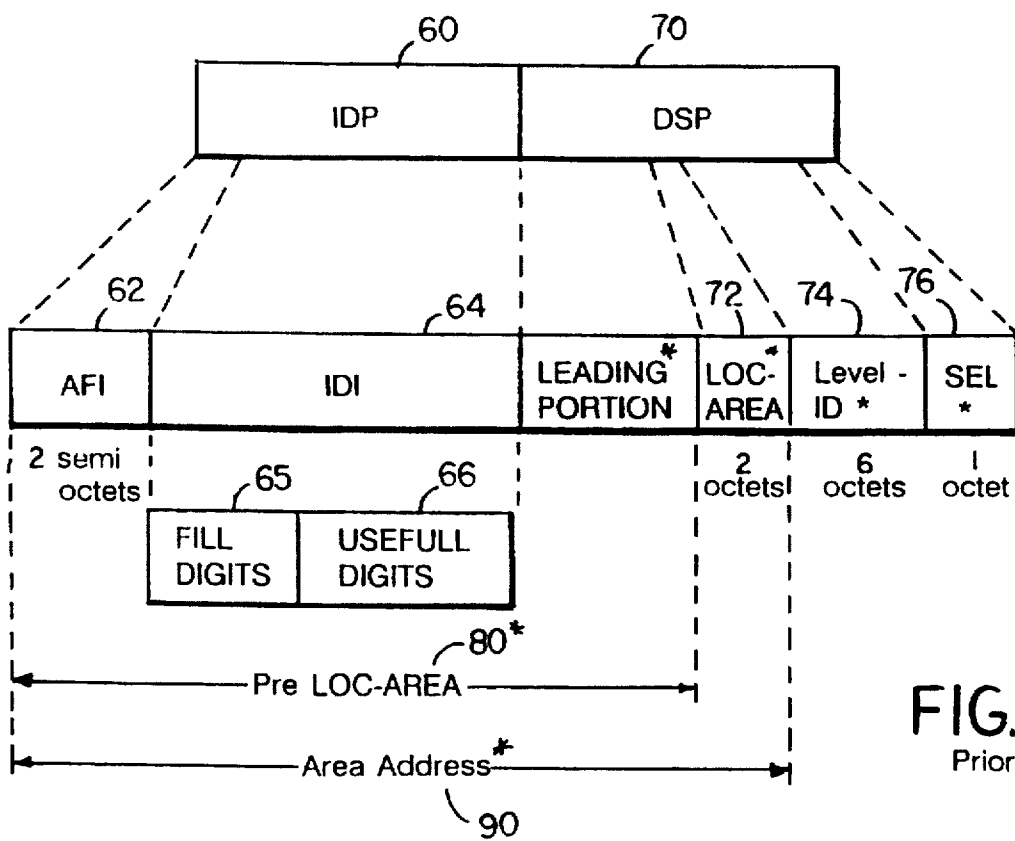 60 70
IDP DSP
62 64 72 74 76
AFI IDI LEADING* PORTION LOC-* AREA Level - ID * SEL *
2 semi octets 2 octets 6 octets 1 octet
65 66
FILL DIGITS USEFULL DIGITS
80*
Pre LOC-AREA
FIG.
Prior
Area Address*
90